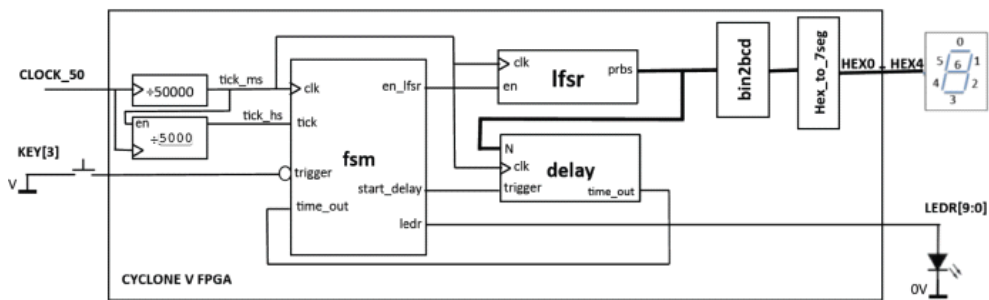 CLOCK_50
÷50000
tick_ms
en
÷5000
tick_hs
KEY[3]
V
clk
tick
fsm
trigger
time_out
en_lfsr
start_delay
ledr
clk
lfsr
en
prbs
N
clk
delay
trigger
time_out
bin2bcd
Hex_to_7seg
HEX0 - HEX4
0
5 6 1
4 2
3
LEDR[9:0]
0V
CYCLONE V FPGA